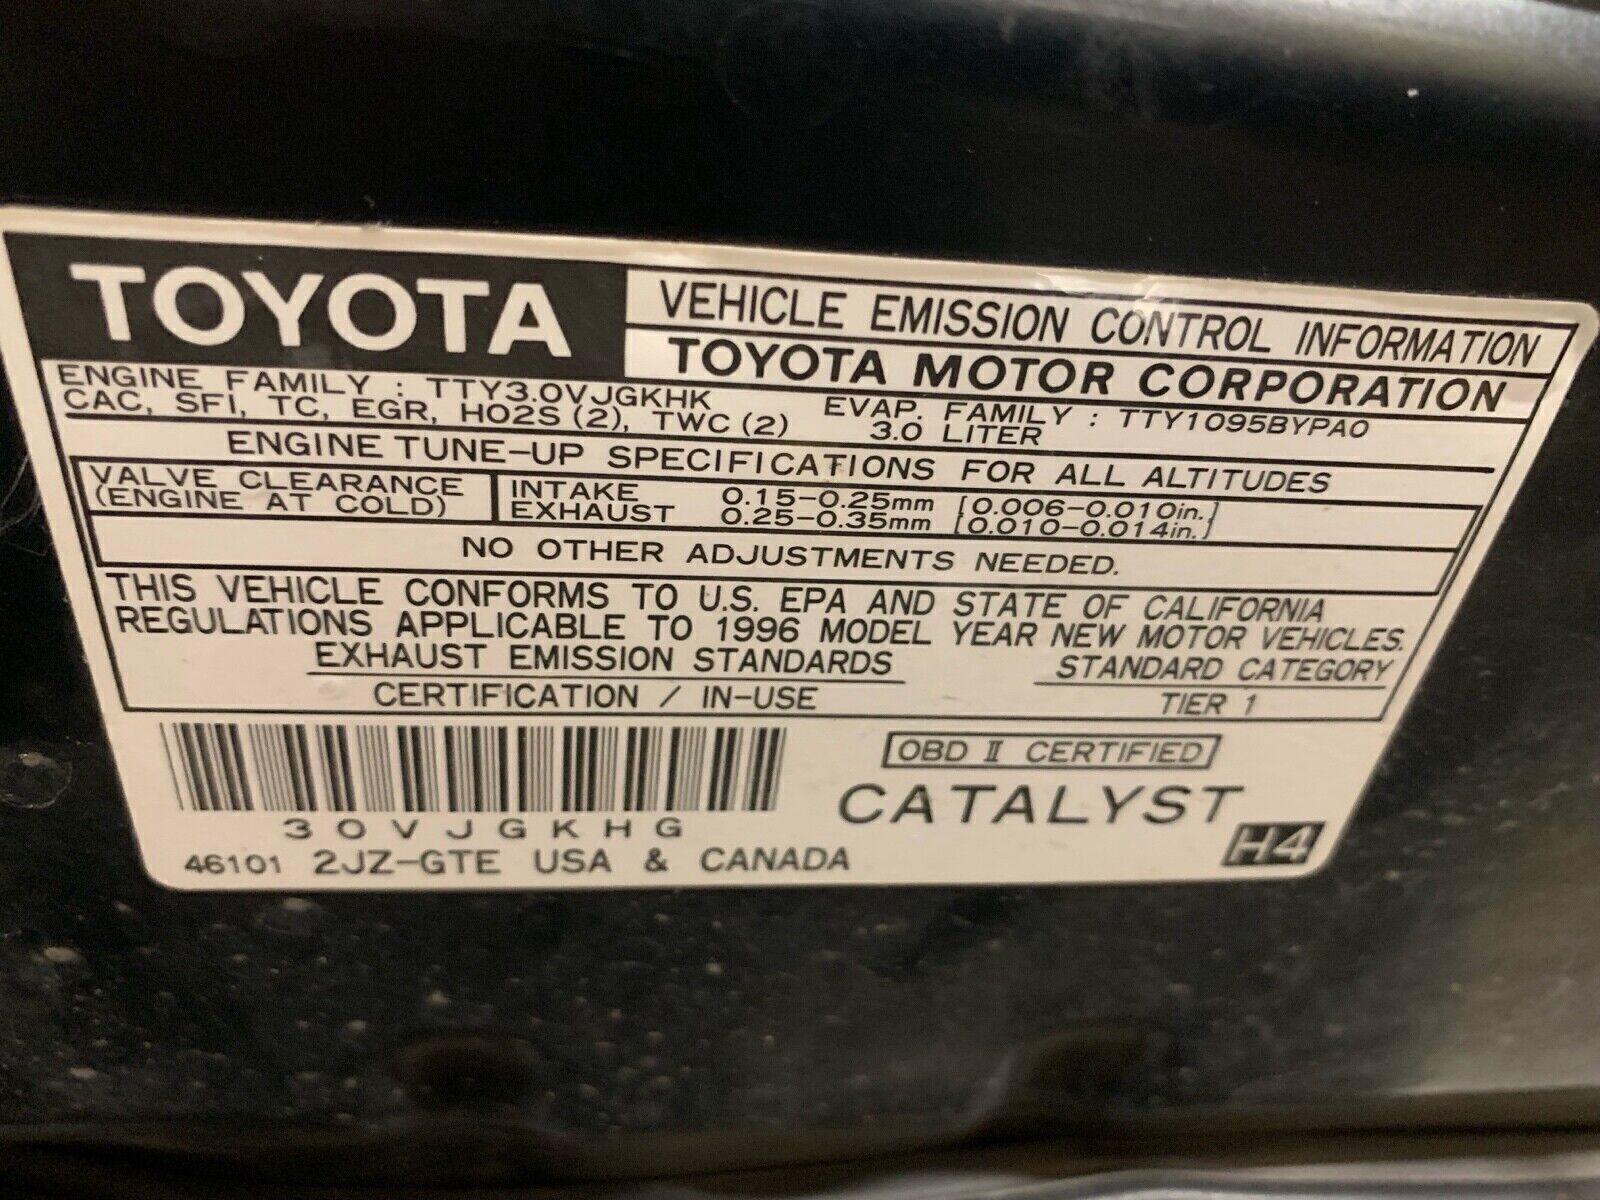 TOYOTA
VEHICLE EMISSION CONTROL INFORMATION
TOYOTA MOTOR CORPORATION
ENGINE FAMILY : TTY3.0VJGKHK
EVAP. FAMILY : TTY1095BYPA0
CAC, SFI, TC, EGR, HO2S (2), TWC (2)
3.0 LITER
ENGINE TUNE-UP SPECIFICATIONS FOR ALL ALTITUDES
VALVE CLEARANCE
(ENGINE AT COLD)
INTAKE 0.15-0.25mm [0.006-0.010in.]
EXHAUST 0.25-0.35mm [0.010-0.014in.]
NO OTHER ADJUSTMENTS NEEDED.
THIS VEHICLE CONFORMS TO U.S. EPA AND STATE OF CALIFORNIA
REGULATIONS APPLICABLE TO 1996 MODEL YEAR NEW MOTOR VEHICLES.
EXHAUST EMISSION STANDARDS STANDARD CATEGORY
CERTIFICATION / IN-USE TIER 1
OBD II CERTIFIED
CATALYST
30VJGKHG
46101 2JZ-GTE USA & CANADA
H4